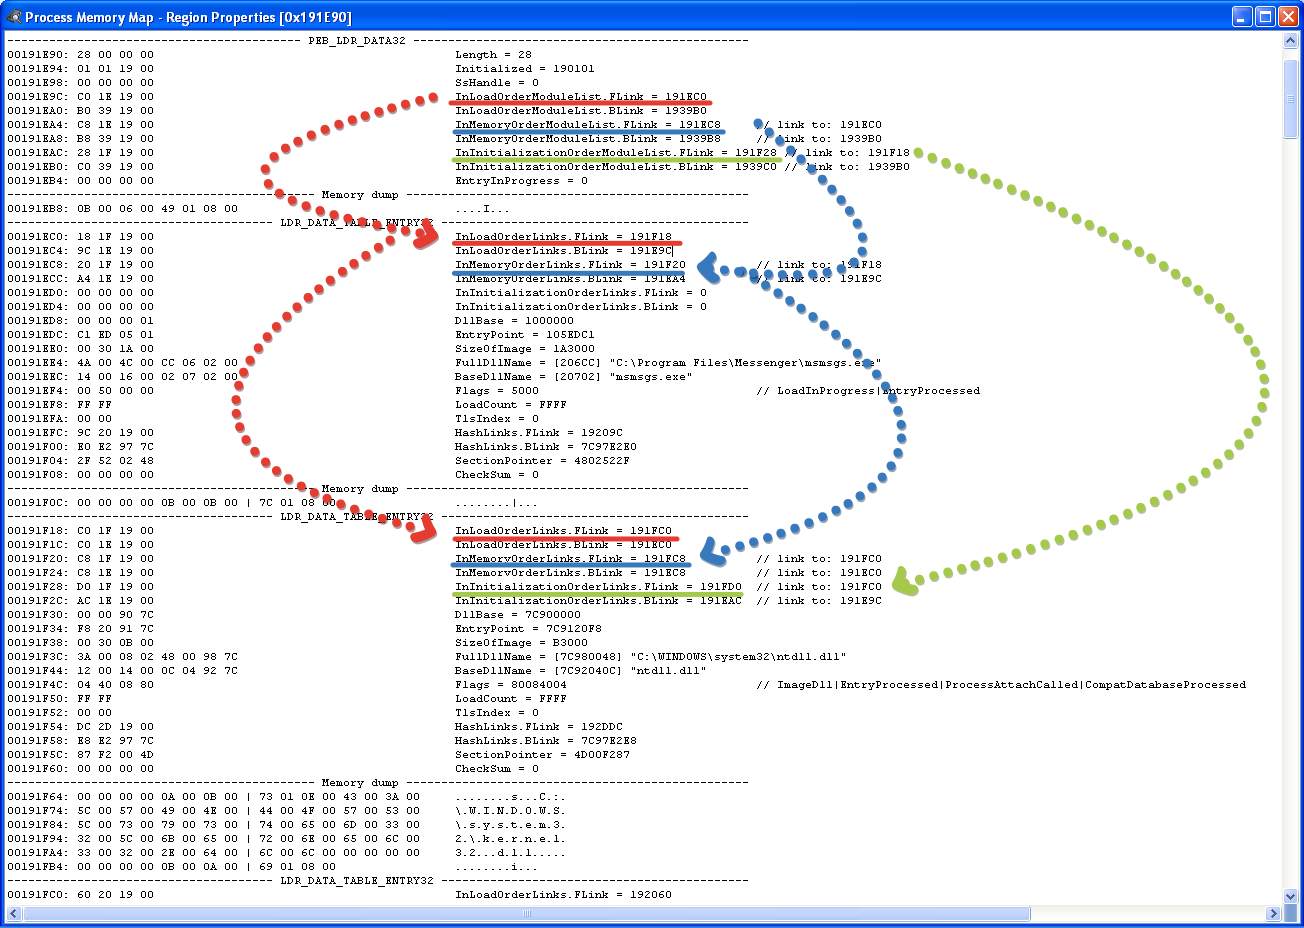 Process Memory Map - Region Properties [0x191E90]
------------------------------------------ PEB_LDR_DATA32 ------------------------------------------------
00191E90: 28 00 00 00 Length = 28
00191E94: 01 01 19 00 Initialized = 190101
00191E98: 00 00 00 00 SsHandle = 0
00191E9C: C0 1E 19 00 InLoadOrderModuleList.FLink = 191EC0
00191EA0: B0 39 19 00 InLoadOrderModuleList.BLink = 1939B0
00191EA4: C8 1E 19 00 InMemoryOrderModuleList.FLink = 191EC8 // link to: 191EC0
00191EA8: B8 39 19 00 InMemoryOrderModuleList.BLink = 1939B8 // link to: 1939B0
00191EAC: 28 1F 19 00 InInitializationOrderModuleList.FLink = 191F28 // link to: 191F18
00191EB0: C0 39 19 00 InInitializationOrderModuleList.BLink = 1939C0 // link to: 1939B0
00191EB4: 00 00 00 00 EntryInProgress = 0
-------------------------------------------- Memory dump -------------------------------------------------
00191EB8: 0B 00 06 00 49 01 08 00 ....I...
-------------------------------------- LDR_DATA_TABLE_ENTRY32 --------------------------------------------
00191EC0: 18 1F 19 00 InLoadOrderLinks.FLink = 191F18
00191EC4: 9C 1E 19 00 InLoadOrderLinks.BLink = 191E9C
00191EC8: 20 1F 19 00 InMemoryOrderLinks.FLink = 191F20 // link to: 191F18
00191ECC: A4 1E 19 00 InMemoryOrderLinks.BLink = 191EA4 // link to: 191E9C
00191ED0: 00 00 00 00 InInitializationOrderLinks.FLink = 0
00191ED4: 00 00 00 00 InInitializationOrderLinks.BLink = 0
00191ED8: 00 00 00 01 DllBase = 1000000
00191EDC: C1 ED 05 01 EntryPoint = 105EDC1
00191EE0: 00 30 1A 00 SizeOfImage = 1A3000
00191EE4: 4A 00 4C 00 CC 06 02 00 FullDllName = [206CC] "C:\Program Files\Messenger\msmsgs.exe"
00191EEC: 14 00 16 00 02 07 02 00 BaseDllName = [20702] "msmsgs.exe"
00191EF4: 00 50 00 00 Flags = 5000 // LoadInProgress|EntryProcessed
00191EF8: FF FF LoadCount = FFFF
00191EFA: 00 00 TlsIndex = 0
00191EFC: 9C 20 19 00 HashLinks.FLink = 19209C
00191F00: E0 E2 97 7C HashLinks.BLink = 7C97E2E0
00191F04: 2F 52 02 48 SectionPointer = 4802522F
00191F08: 00 00 00 00 CheckSum = 0
-------------------------------------------- Memory dump -------------------------------------------------
00191F0C: 00 00 00 00 0B 00 0B 00 | 7C 01 08 00 ........|...
-------------------------------------- LDR_DATA_TABLE_ENTRY32 --------------------------------------------
00191F18: C0 1F 19 00 InLoadOrderLinks.FLink = 191FC0
00191F1C: C0 1E 19 00 InLoadOrderLinks.BLink = 191EC0
00191F20: C8 1F 19 00 InMemoryOrderLinks.FLink = 191FC8 // link to: 191FC0
00191F24: C8 1E 19 00 InMemoryOrderLinks.BLink = 191EC8 // link to: 191EC0
00191F28: D0 1F 19 00 InInitializationOrderLinks.FLink = 191FD0 // link to: 191FC0
00191F2C: AC 1E 19 00 InInitializationOrderLinks.BLink = 191EAC // link to: 191E9C
00191F30: 00 00 90 7C DllBase = 7C900000
00191F34: F8 20 91 7C EntryPoint = 7C9120F8
00191F38: 00 30 0B 00 SizeOfImage = B3000
00191F3C: 3A 00 08 02 48 00 98 7C FullDllName = [7C980048] "C:\WINDOWS\system32\ntdll.dll"
00191F44: 12 00 14 00 0C 04 92 7C BaseDllName = [7C92040C] "ntdll.dll"
00191F4C: 04 40 08 80 Flags = 80084004 // ImageDll|EntryProcessed|ProcessAttachCalled|CompatDatabaseProcessed
00191F50: FF FF LoadCount = FFFF
00191F52: 00 00 TlsIndex = 0
00191F54: DC 2D 19 00 HashLinks.FLink = 192DDC
00191F58: E8 E2 97 7C HashLinks.BLink = 7C97E2E8
00191F5C: 87 F2 00 4D SectionPointer = 4D00F287
00191F60: 00 00 00 00 CheckSum = 0
-------------------------------------------- Memory dump -------------------------------------------------
00191F64: 00 00 00 00 0A 00 0B 00 | 73 01 0E 00 43 00 3A 00 ........s...C.:.
00191F74: 5C 00 57 00 49 00 4E 00 | 44 00 4F 00 57 00 53 00 \.W.I.N.D.O.W.S.
00191F84: 5C 00 73 00 79 00 73 00 | 74 00 65 00 6D 00 33 00 \.s.y.s.t.e.m.3.
00191F94: 32 00 5C 00 6B 00 65 00 | 72 00 6E 00 65 00 6C 00 2.\.k.e.r.n.e.l.
00191FA4: 33 00 32 00 2E 00 64 00 | 6C 00 6C 00 00 00 00 00 3.2...d.l.l.....
00191FB4: 00 00 00 00 0B 00 0A 00 | 69 01 08 00 ........i...
-------------------------------------- LDR_DATA_TABLE_ENTRY32 --------------------------------------------
00191FC0: 60 20 19 00 InLoadOrderLinks.FLink = 192060